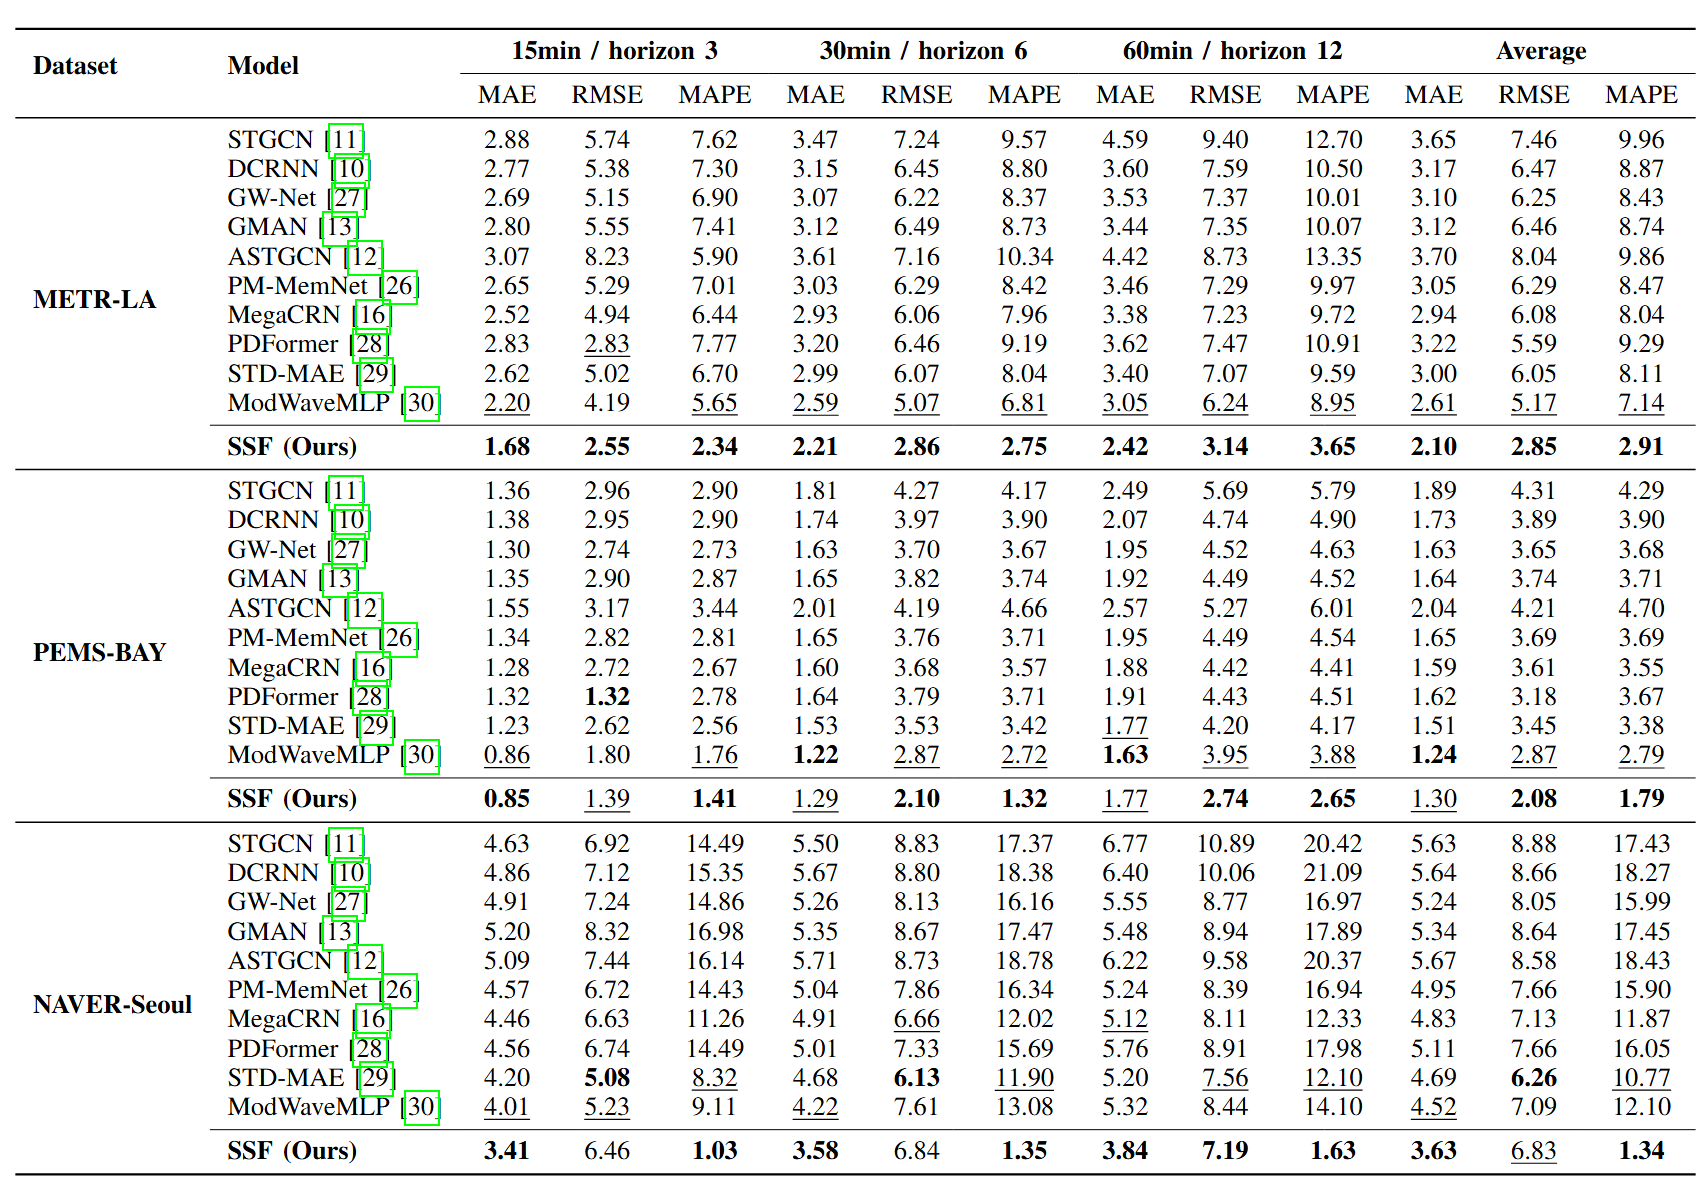 Dataset Model 15min / horizon 3 30min / horizon 6 60min / horizon 12 Average
MAE RMSE MAPE MAE RMSE MAPE MAE RMSE MAPE MAE RMSE MAPE
METR-LA
STGCN [11] 2.88 5.74 7.62 3.47 7.24 9.57 4.59 9.40 12.70 3.65 7.46 9.96
DCRNN [10] 2.77 5.38 7.30 3.15 6.45 8.80 3.60 7.59 10.50 3.17 6.47 8.87
GW-Net [27] 2.69 5.15 6.90 3.07 6.22 8.37 3.53 7.37 10.01 3.10 6.25 8.43
GMAN [13] 2.80 5.55 7.41 3.12 6.49 8.73 3.44 7.35 10.07 3.12 6.46 8.74
ASTGCN [12] 3.07 8.23 5.90 3.61 7.16 10.34 4.42 8.73 13.35 3.70 8.04 9.86
PM-MemNet [26] 2.65 5.29 7.01 3.03 6.29 8.42 3.46 7.29 9.97 3.05 6.29 8.47
MegaCRN [16] 2.52 4.94 6.44 2.93 6.06 7.96 3.38 7.23 9.72 2.94 6.08 8.04
PDFormer [28] 2.83 2.83 7.77 3.20 6.46 9.19 3.62 7.47 10.91 3.22 5.59 9.29
STD-MAE [29] 2.62 5.02 6.70 2.99 6.07 8.04 3.40 7.07 9.59 3.00 6.05 8.11
ModWaveMLP [30] 2.20 4.19 5.65 2.59 5.07 6.81 3.05 6.24 8.95 2.61 5.17 7.14
SSF (Ours) 1.68 2.55 2.34 2.21 2.86 2.75 2.42 3.14 3.65 2.10 2.85 2.91
PEMS-BAY
STGCN [11] 1.36 2.96 2.90 1.81 4.27 4.17 2.49 5.69 5.79 1.89 4.31 4.29
DCRNN [10] 1.38 2.95 2.90 1.74 3.97 3.90 2.07 4.74 4.90 1.73 3.89 3.90
GW-Net [27] 1.30 2.74 2.73 1.63 3.70 3.67 1.95 4.52 4.63 1.63 3.65 3.68
GMAN [13] 1.35 2.90 2.87 1.65 3.82 3.74 1.92 4.49 4.52 1.64 3.74 3.71
ASTGCN [12] 1.55 3.17 3.44 2.01 4.19 4.66 2.57 5.27 6.01 2.04 4.21 4.70
PM-MemNet [26] 1.34 2.82 2.81 1.65 3.76 3.71 1.95 4.49 4.54 1.65 3.69 3.69
MegaCRN [16] 1.28 2.72 2.67 1.60 3.68 3.57 1.88 4.42 4.41 1.59 3.61 3.55
PDFormer [28] 1.32 1.32 2.78 1.64 3.79 3.71 1.91 4.43 4.51 1.62 3.18 3.67
STD-MAE [29] 1.23 2.62 2.56 1.53 3.53 3.42 1.77 4.20 4.17 1.51 3.45 3.38
ModWaveMLP [30] 0.86 1.80 1.76 1.22 2.87 2.72 1.63 3.95 3.88 1.24 2.87 2.79
SSF (Ours) 0.85 1.39 1.41 1.29 2.10 1.32 1.77 2.74 2.65 1.30 2.08 1.79
NAVER-Seoul
STGCN [11] 4.63 6.92 14.49 5.50 8.83 17.37 6.77 10.89 20.42 5.63 8.88 17.43
DCRNN [10] 4.86 7.12 15.35 5.67 8.80 18.38 6.40 10.06 21.09 5.64 8.66 18.27
GW-Net [27] 4.91 7.24 14.86 5.26 8.13 16.16 5.55 8.77 16.97 5.24 8.05 15.99
GMAN [13] 5.20 8.32 16.98 5.35 8.67 17.47 5.48 8.94 17.89 5.34 8.64 17.45
ASTGCN [12] 5.09 7.44 16.14 5.71 8.73 18.78 6.22 9.58 20.37 5.67 8.58 18.43
PM-MemNet [26] 4.57 6.72 14.43 5.04 7.86 16.34 5.24 8.39 16.94 4.95 7.66 15.90
MegaCRN [16] 4.46 6.63 11.26 4.91 6.66 12.02 5.12 8.11 12.33 4.83 7.13 11.87
PDFormer [28] 4.56 6.74 14.49 5.01 7.33 15.69 5.76 8.91 17.98 5.11 7.66 16.05
STD-MAE [29] 4.20 5.08 8.32 4.68 6.13 11.90 5.20 7.56 12.10 4.69 6.26 10.77
ModWaveMLP [30] 4.01 5.23 9.11 4.22 7.61 13.08 5.32 8.44 14.10 4.52 7.09 12.10
SSF (Ours) 3.41 6.46 1.03 3.58 6.84 1.35 3.84 7.19 1.63 3.63 6.83 1.34